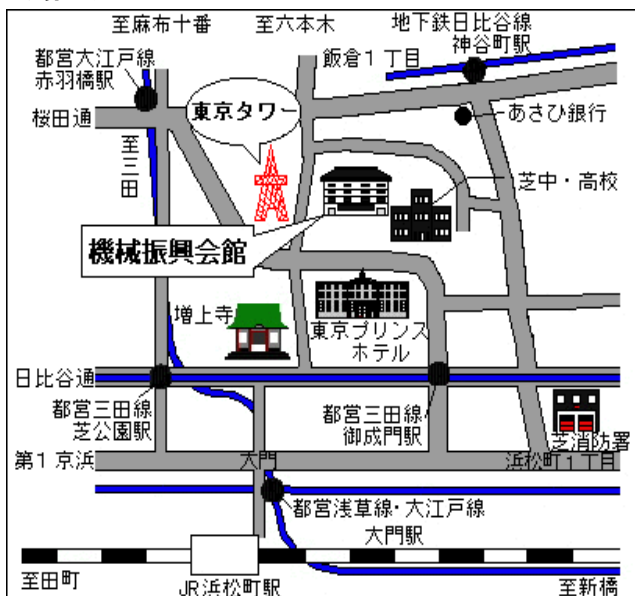 至麻布十番
至六本木
地下鉄日比谷線
神谷町駅
都営大江戸線
赤羽橋駅
飯倉1丁目
桜田通
東京タワー
あさひ銀行
至三田
芝中・高校
機械振興会館
増上寺
東京プリンス
ホテル
日比谷通
都営三田線
芝公園駅
都営三田線
御成門駅
芝消防署
第1京浜
大門
浜松町1丁目
都営浅草線・大江戸線
大門駅
至田町
JR浜松町駅
至新橋